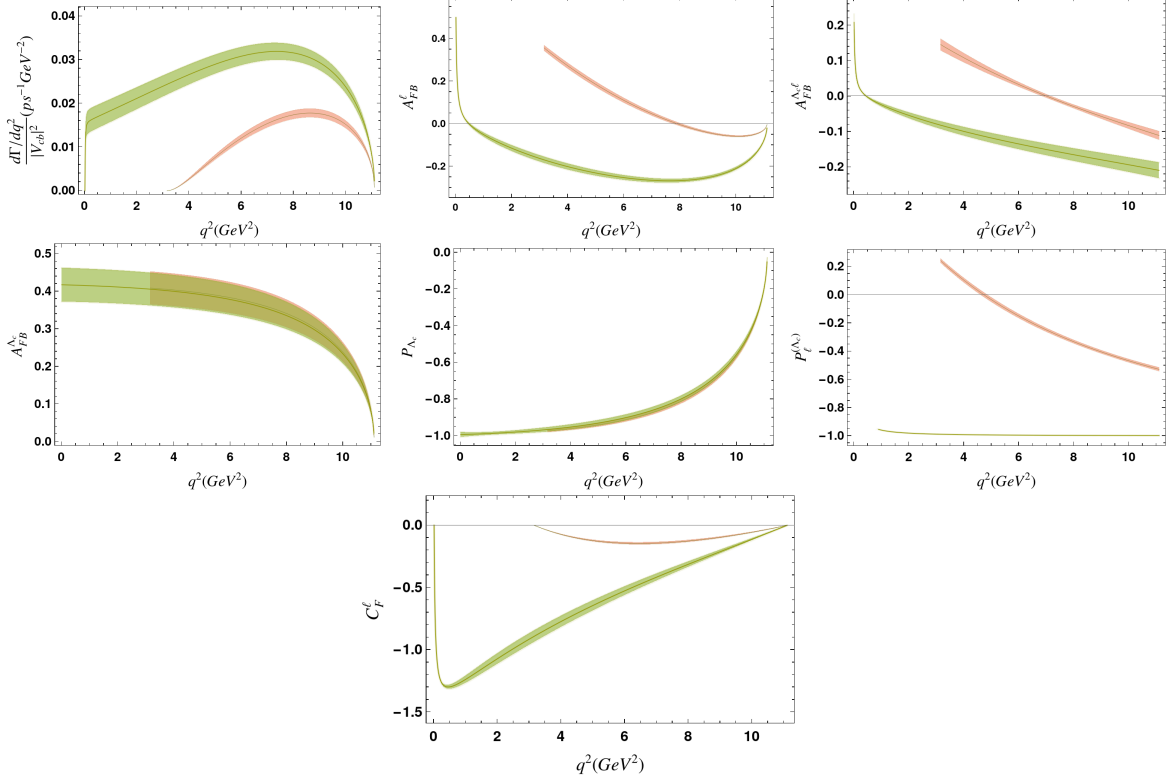 0.04
0.03
0.02
0.01
0.00
dΓ/dq²
|V_cb|²
(ps⁻¹GeV⁻²)
0 2 4 6 8 10
q²(GeV²)
0.4
0.2
0.0
−0.2
A_FB^ℓ
0 2 4 6 8 10
q²(GeV²)
0.2
0.1
0.0
−0.1
−0.2
A_FB^{Λ_cℓ}
0 2 4 6 8 10
q²(GeV²)
0.5
0.4
0.3
0.2
0.1
0.0
A_FB^{Λ_c}
0 2 4 6 8 10
q²(GeV²)
0.0
−0.2
−0.4
−0.6
−0.8
−1.0
P_{Λ_c}
0 2 4 6 8 10
q²(GeV²)
0.2
0.0
−0.2
−0.4
−0.6
−0.8
−1.0
P_ℓ^{(Λ_c)}
0 2 4 6 8 10
q²(GeV²)
0.0
−0.5
−1.0
−1.5
C_F^ℓ
0 2 4 6 8 10
q²(GeV²)